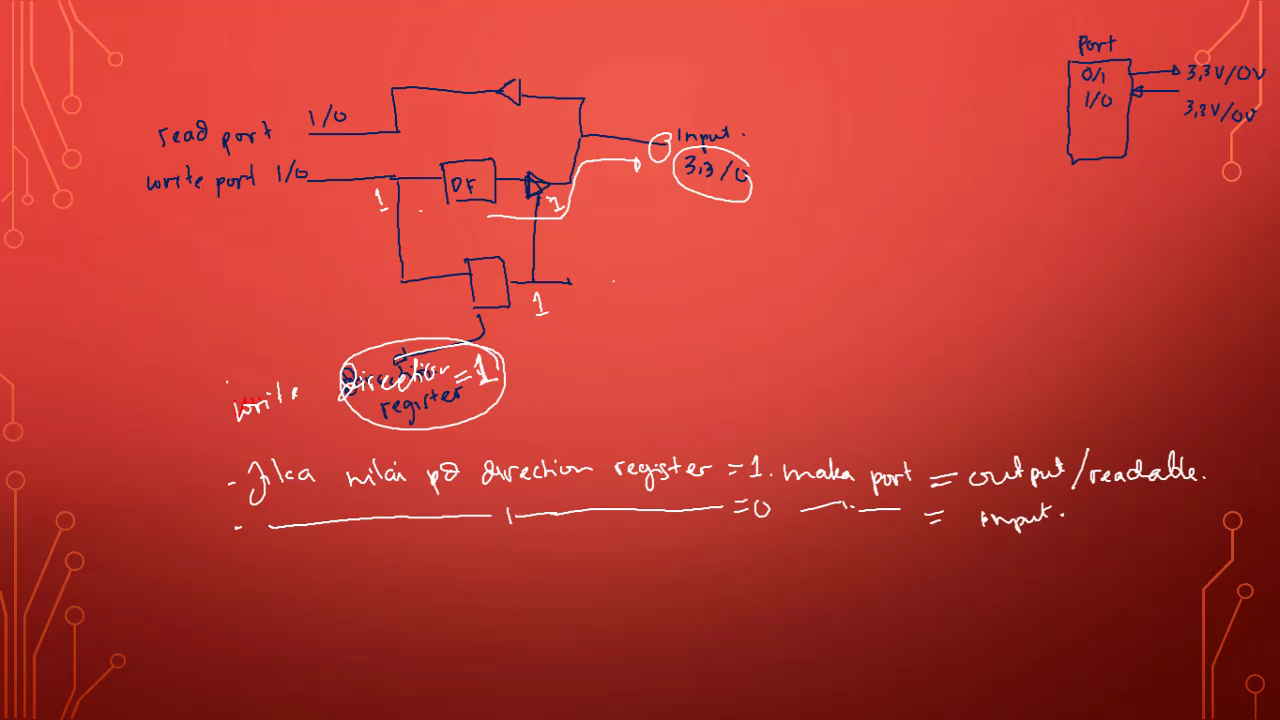 Port
0/1 3,3V/0V
1/0 3,3V/0V
read port 1/0
Input.
3,3/0
write port 1/0
DF
1
1
1
write direction = 1
register
- Jika nilai pd direction register = 1. maka port = output/readable.
- = 0 = input.